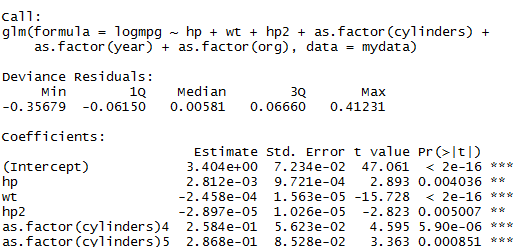 Call:
glm(formula = logmpg ~ hp + wt + hp2 + as.factor(cylinders) +
    as.factor(year) + as.factor(org), data = mydata)
Deviance Residuals:
Min 1Q Median 3Q Max
-0.35679 -0.06150 0.00581 0.06660 0.41231
Coefficients:
Estimate Std. Error t value Pr(>|t|)
(Intercept) 3.404e+00 7.234e-02 47.061 < 2e-16 ***
hp 2.812e-03 9.721e-04 2.893 0.004036 **
wt -2.458e-04 1.563e-05 -15.728 < 2e-16 ***
hp2 -2.897e-05 1.026e-05 -2.823 0.005007 **
as.factor(cylinders)4 2.584e-01 5.623e-02 4.595 5.90e-06 ***
as.factor(cylinders)5 2.868e-01 8.528e-02 3.363 0.000851 ***